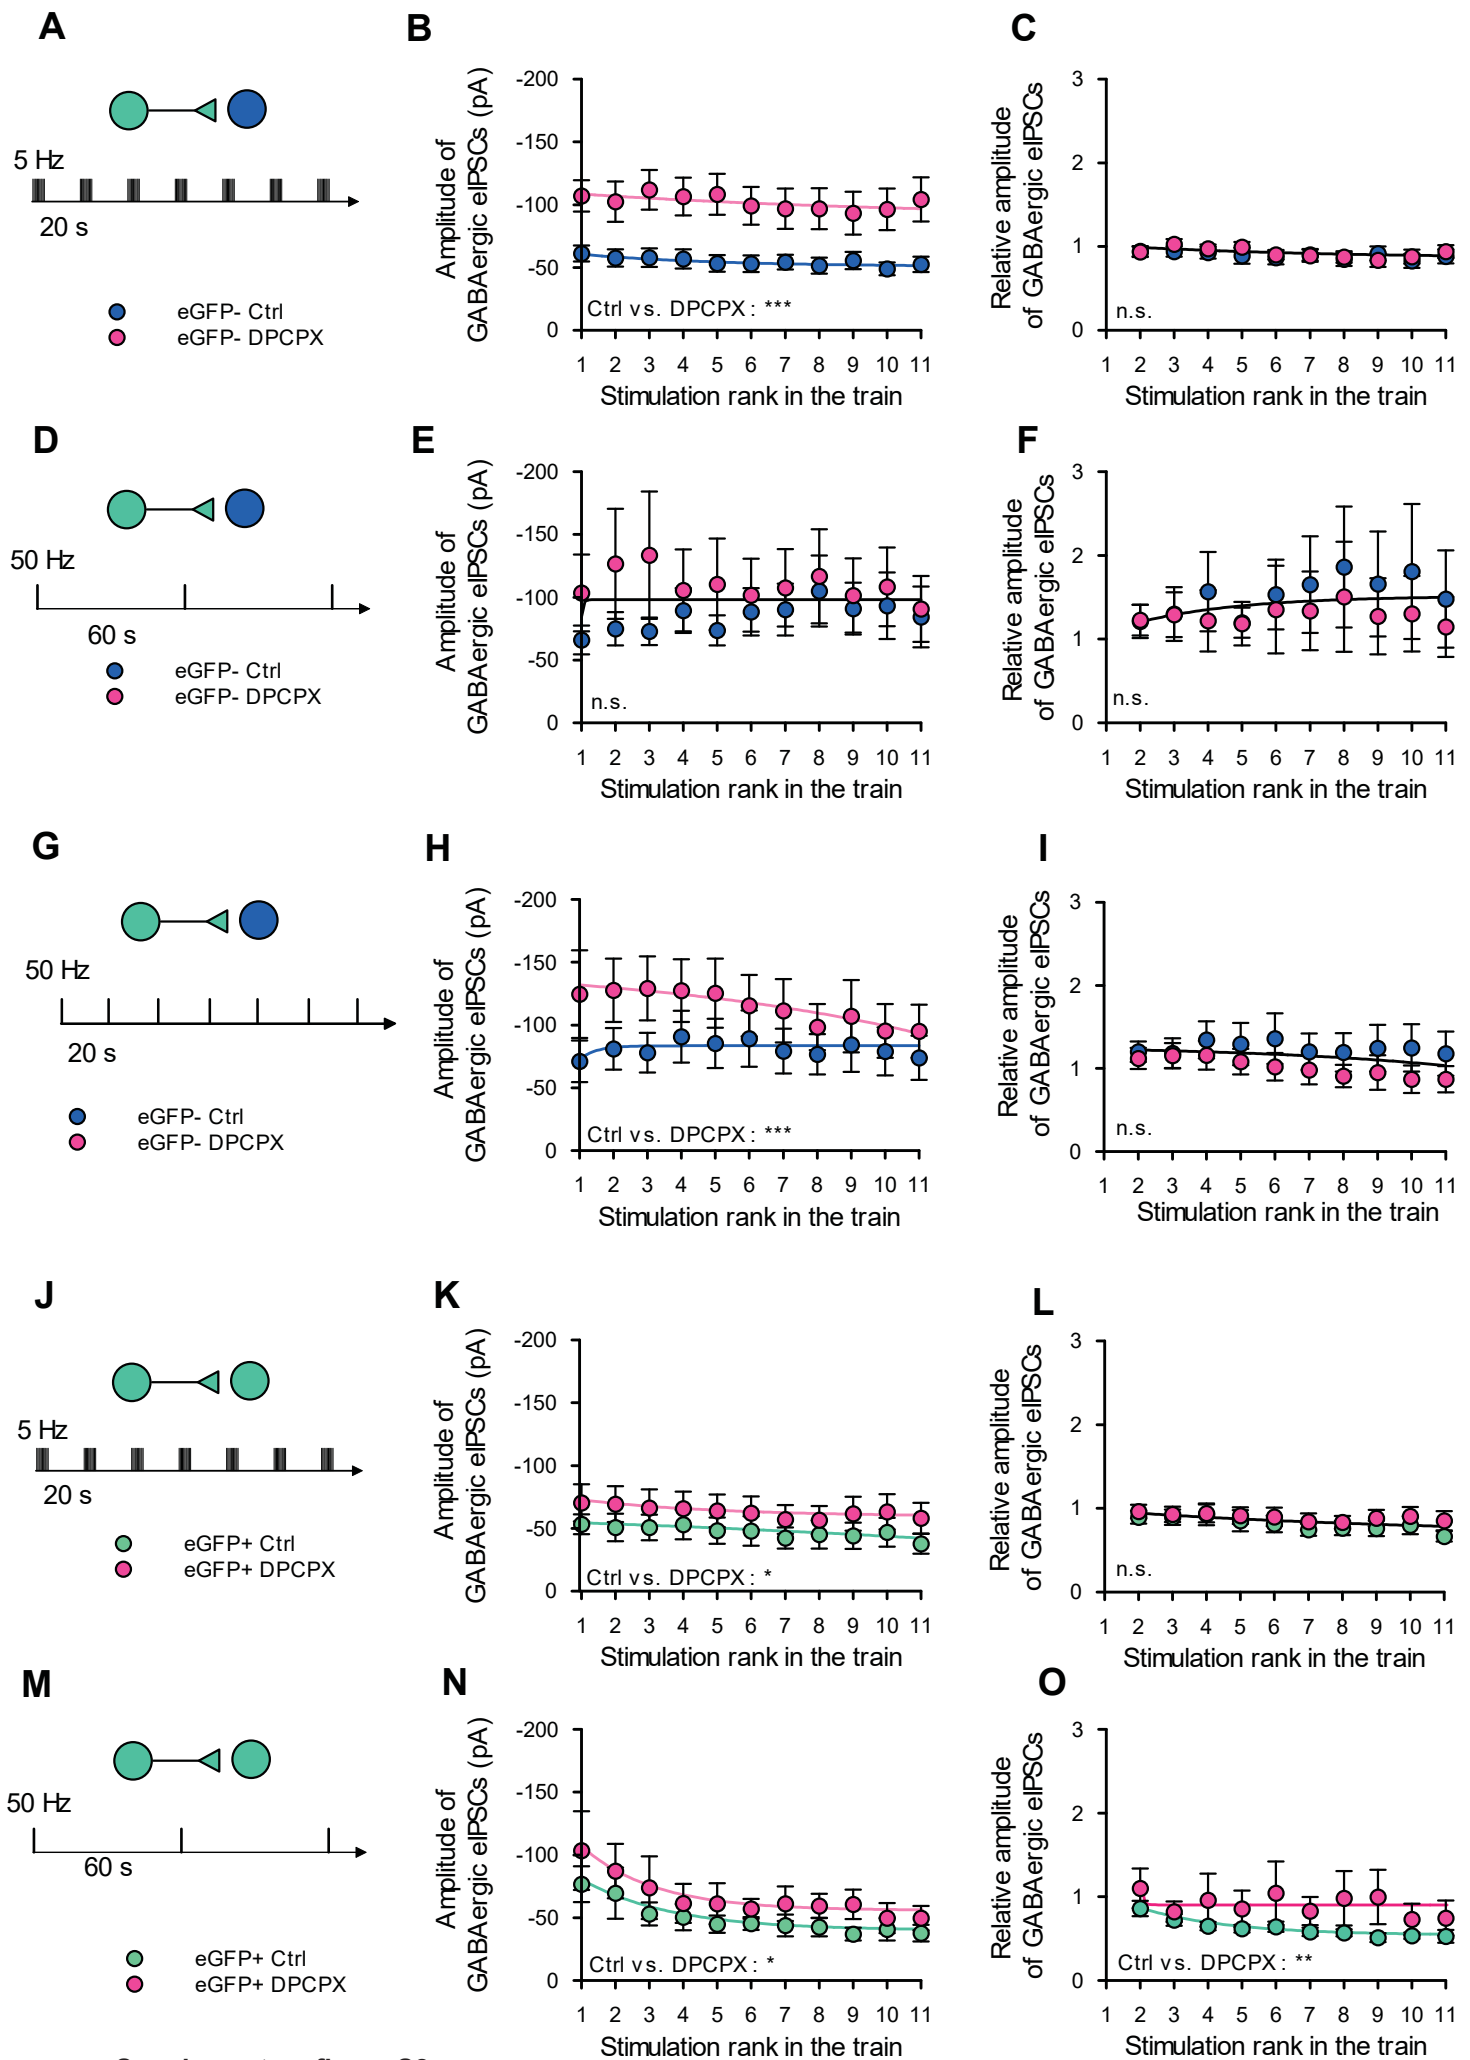 A
5 Hz
20 s
eGFP- Ctrl
eGFP- DPCPX
B
Amplitude of
GABAergic eIPSCs (pA)
-200
-150
-100
-50
0
Ctrl vs. DPCPX : ***
1 2 3 4 5 6 7 8 9 10 11
Stimulation rank in the train
C
Relative amplitude
of GABAergic eIPSCs
3
2
1
0
n.s.
1 2 3 4 5 6 7 8 9 10 11
Stimulation rank in the train
D
50 Hz
60 s
eGFP- Ctrl
eGFP- DPCPX
E
Amplitude of
GABAergic eIPSCs (pA)
-200
-150
-100
-50
0
n.s.
1 2 3 4 5 6 7 8 9 10 11
Stimulation rank in the train
F
Relative amplitude
of GABAergic eIPSCs
3
2
1
0
n.s.
1 2 3 4 5 6 7 8 9 10 11
Stimulation rank in the train
G
50 Hz
20 s
eGFP- Ctrl
eGFP- DPCPX
H
Amplitude of
GABAergic eIPSCs (pA)
-200
-150
-100
-50
0
Ctrl vs. DPCPX : ***
1 2 3 4 5 6 7 8 9 10 11
Stimulation rank in the train
I
Relative amplitude
of GABAergic eIPSCs
3
2
1
0
n.s.
1 2 3 4 5 6 7 8 9 10 11
Stimulation rank in the train
J
5 Hz
20 s
eGFP+ Ctrl
eGFP+ DPCPX
K
Amplitude of
GABAergic eIPSCs (pA)
-200
-150
-100
-50
0
Ctrl vs. DPCPX : *
1 2 3 4 5 6 7 8 9 10 11
Stimulation rank in the train
L
Relative amplitude
of GABAergic eIPSCs
3
2
1
0
n.s.
1 2 3 4 5 6 7 8 9 10 11
Stimulation rank in the train
M
50 Hz
60 s
eGFP+ Ctrl
eGFP+ DPCPX
N
Amplitude of
GABAergic eIPSCs (pA)
-200
-150
-100
-50
0
Ctrl vs. DPCPX : *
1 2 3 4 5 6 7 8 9 10 11
Stimulation rank in the train
O
Relative amplitude
of GABAergic eIPSCs
3
2
1
0
Ctrl vs. DPCPX : **
1 2 3 4 5 6 7 8 9 10 11
Stimulation rank in the train